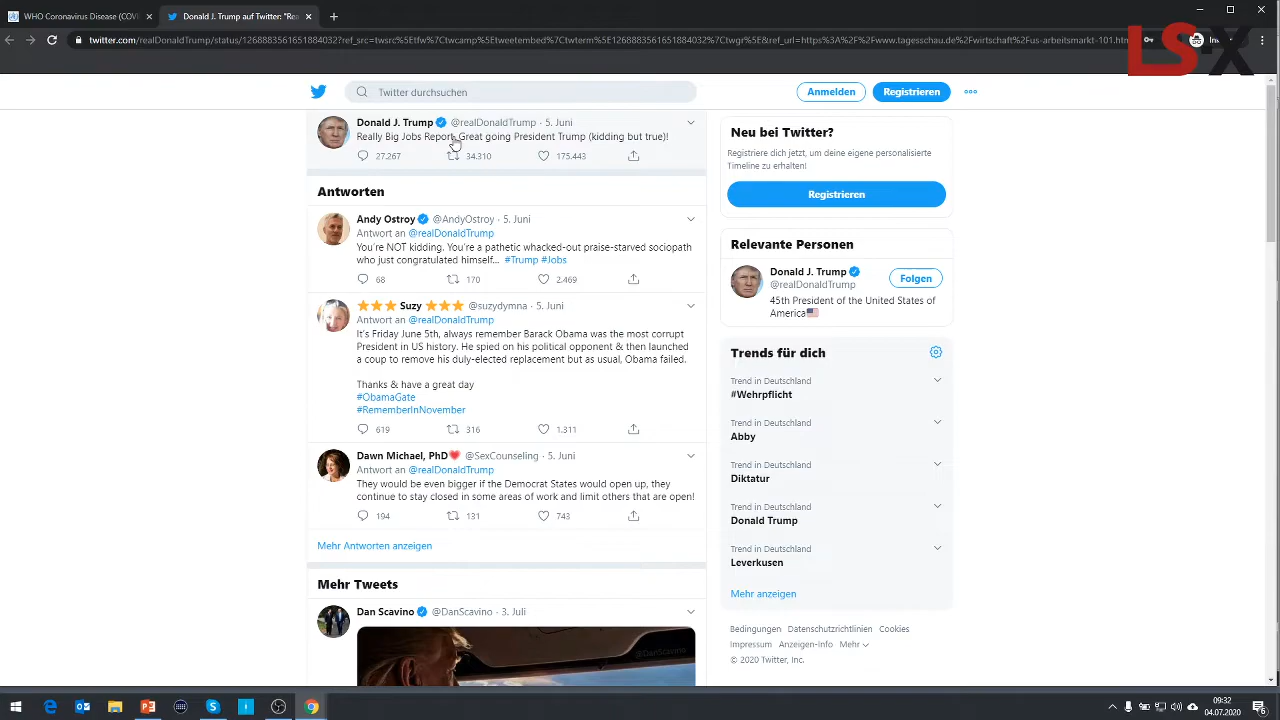 WHO Coronavirus Disease (COVI
Donald J. Trump auf Twitter: "Rea
LS-X
twitter.com/realDonaldTrump/status/1268883561651884032?ref_src=twsrc%5Etfw%7Ctwcamp%5Etweetembed%7Ctwterm%5E1268883561651884032%7Ctwgr%5E&ref_url=https%3A%2F%2Fwww.tagesschau.de%2Fwirtschaft%2Fus-arbeitsmarkt-101.htm
Twitter durchsuchen
Anmelden
Registrieren
Donald J. Trump @realDonaldTrump · 5. Juni
Really Big Jobs Report. Great going President Trump (kidding but true)!
27.267 34.310 175.443
Antworten
Andy Ostroy @AndyOstroy · 5. Juni
Antwort an @realDonaldTrump
You're NOT kidding. You're a pathetic whacked-out praise-starved sociopath
who just congratulated himself... #Trump #Jobs
68 170 2.469
Suzy @suzydymna · 5. Juni
Antwort an @realDonaldTrump
It's Friday June 5th, always remember Barack Obama was the most corrupt
President in US history. He spied on his political opponent & then launched
a coup to remove his duly-elected replacement but as usual, Obama failed.
Thanks & have a great day
#ObamaGate
#RememberInNovember
619 316 1.311
Dawn Michael, PhD @SexCounseling · 5. Juni
Antwort an @realDonaldTrump
They would be even bigger if the Democrat States would open up, they
continue to stay closed in some areas of work and limit others that are open!
194 131 743
Mehr Antworten anzeigen
Mehr Tweets
Dan Scavino @DanScavino · 3. Juli
@DanScavino
Neu bei Twitter?
Registriere dich jetzt, um deine eigene personalisierte
Timeline zu erhalten!
Registrieren
Relevante Personen
Donald J. Trump
@realDonaldTrump
Folgen
45th President of the United States of
America
Trends für dich
Trend in Deutschland
#Wehrpflicht
Trend in Deutschland
Abby
Trend in Deutschland
Diktatur
Trend in Deutschland
Donald Trump
Trend in Deutschland
Leverkusen
Mehr anzeigen
Bedingungen Datenschutzrichtlinien Cookies
Impressum Anzeigen-Info Mehr
© 2020 Twitter, Inc.
09:32
04.07.2020